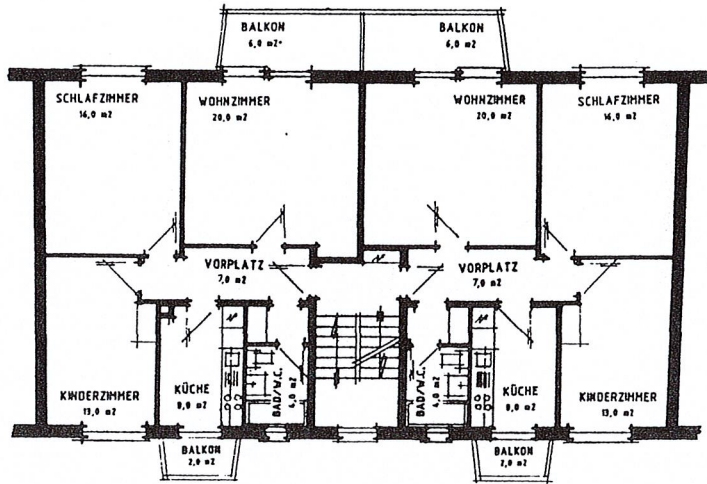 BALKON
6,0 m2
BALKON
6,0 m2
SCHLAFZIMMER
16,0 m2
WOHNZIMMER
20,0 m2
WOHNZIMMER
20,0 m2
SCHLAFZIMMER
16,0 m2
VORPLATZ
7,0 m2
VORPLATZ
7,0 m2
KINDERZIMMER
13,0 m2
KÜCHE
8,0 m2
BAD/W.C.
4,0 m2
BAD/W.C.
4,0 m2
KÜCHE
8,0 m2
KINDERZIMMER
13,0 m2
BALKON
2,0 m2
BALKON
2,0 m2